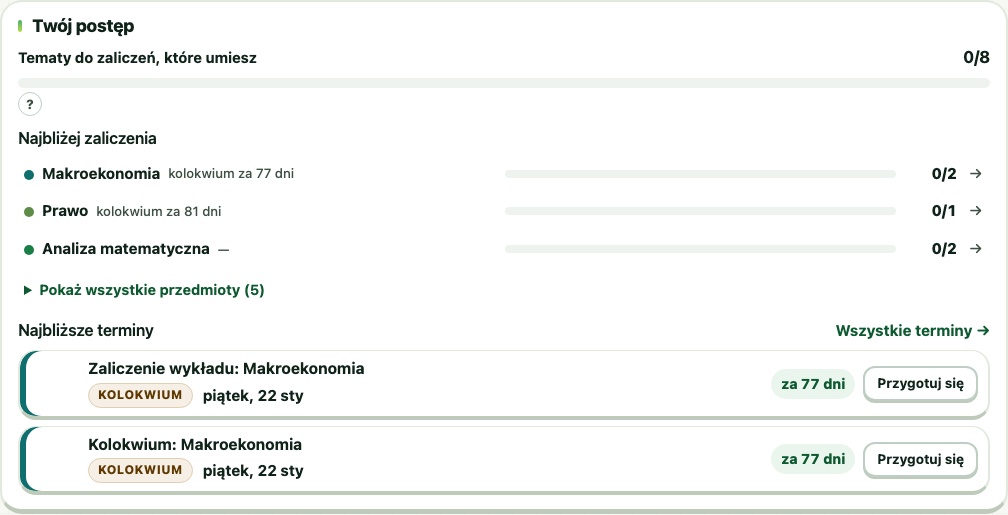 Twój postęp
Tematy do zaliczeń, które umiesz 0/8
?
Najbliżej zaliczenia
Makroekonomia kolokwium za 77 dni 0/2 →
Prawo kolokwium za 81 dni 0/1 →
Analiza matematyczna — 0/2 →
▶ Pokaż wszystkie przedmioty (5)
Najbliższe terminy Wszystkie terminy →
Zaliczenie wykładu: Makroekonomia
KOLOKWIUM piątek, 22 sty za 77 dni Przygotuj się
Kolokwium: Makroekonomia
KOLOKWIUM piątek, 22 sty za 77 dni Przygotuj się